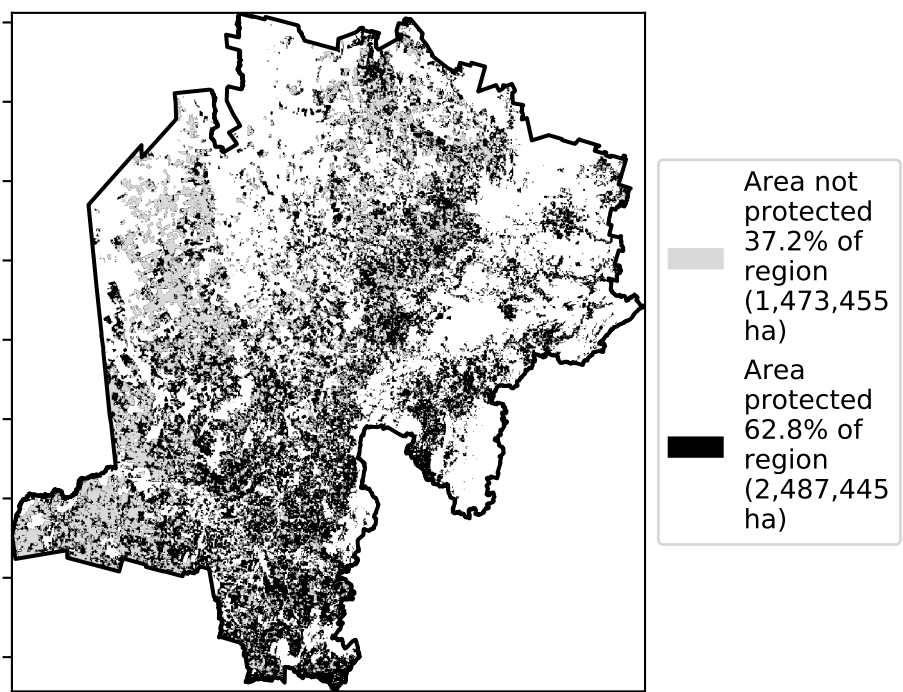 Area not
protected
37.2% of
region
(1,473,455
ha)
Area
protected
62.8% of
region
(2,487,445
ha)